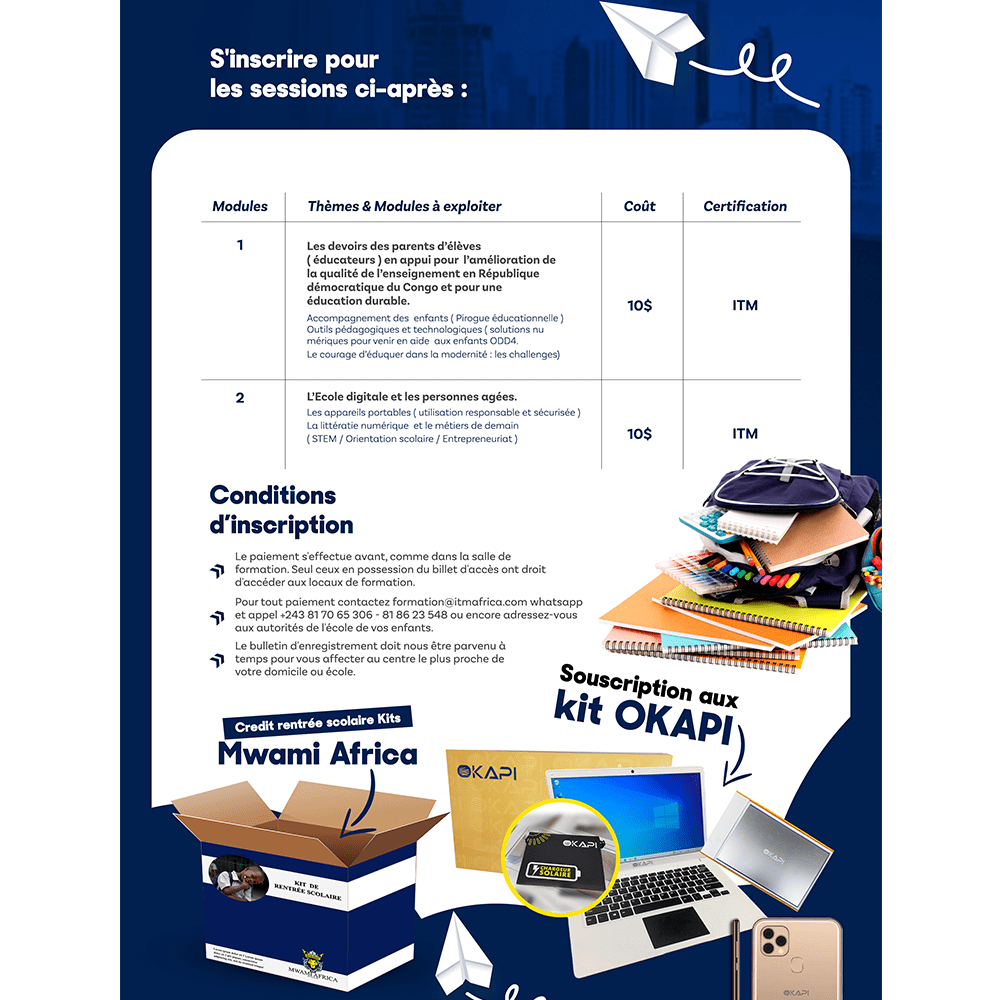 S'inscrire pour
les sessions ci-après :
Modules
Thèmes & Modules à exploiter
Coût
Certification
1
Les devoirs des parents d'élèves
( éducateurs ) en appui pour l'amélioration de
la qualité de l'enseignement en République
démocratique du Congo et pour une
éducation durable.
Accompagnement des enfants ( Pirogue éducationnelle )
Outils pédagogiques et technologiques ( solutions nu
mériques pour venir en aide aux enfants ODD4.
Le courage d'éduquer dans la modernité : les challenges)
10$
ITM
2
L'Ecole digitale et les personnes agées.
Les appareils portables ( utilisation responsable et sécurisée )
La littératie numérique et le métiers de demain
( STEM / Orientation scolaire / Entrepreneuriat )
10$
ITM
Conditions
d'inscription
Le paiement s'effectue avant, comme dans la salle de
formation. Seul ceux en possession du billet d'accès ont droit
d'accéder aux locaux de formation.
Pour tout paiement contactez formation@itmafrica.com whatsapp
et appel +243 81 70 65 306 - 81 86 23 548 ou encore adressez-vous
aux autorités de l'école de vos enfants.
Le bulletin d'enregistrement doit nous être parvenu à
temps pour vous affecter au centre le plus proche de
votre domicile ou école.
Souscription aux
kit OKAPI
Credit rentrée scolaire Kits
Mwami Africa
OKAPI
OKAPI
CHARGEUR
SOLAIRE
OKAPI
KIT DE
RENTRÉE SCOLAIRE
MWAMI AFRICA
OKAPI